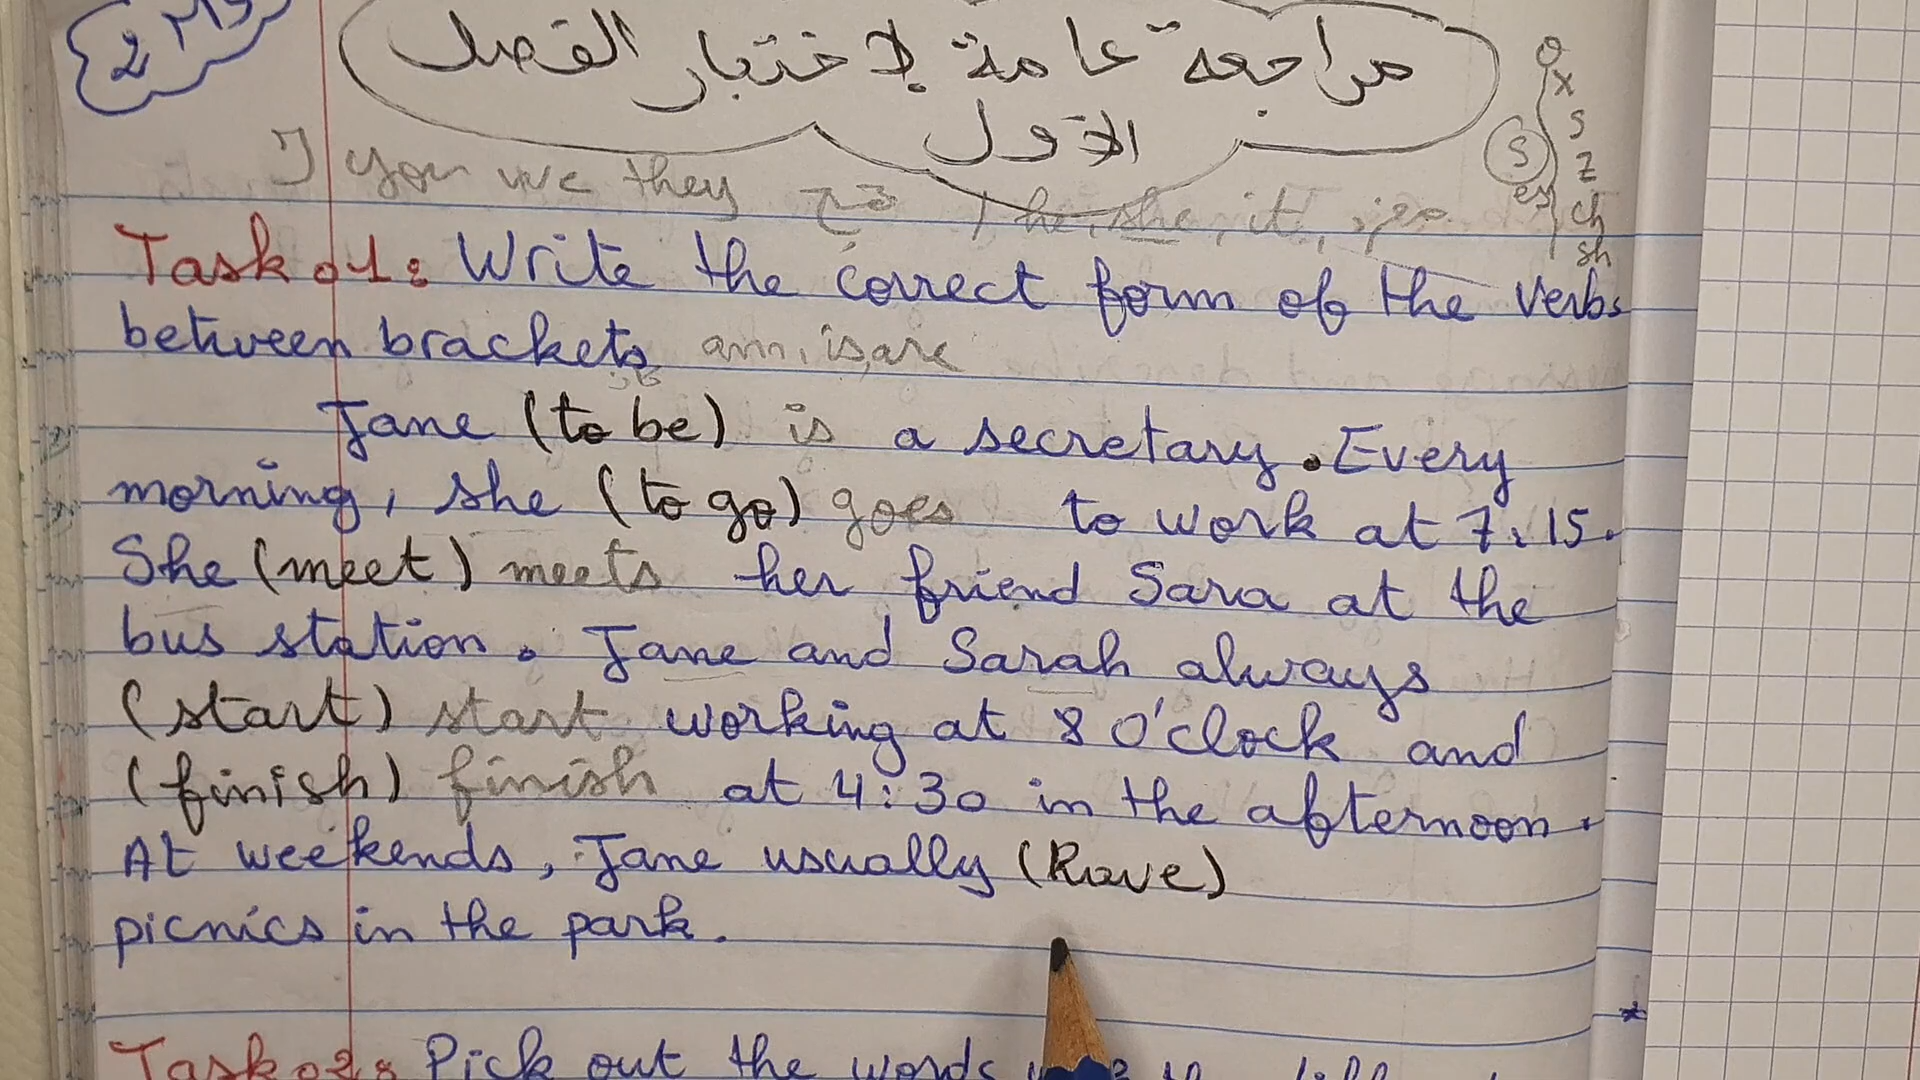 2 م
مراجعة عامة لإختبار الفصل
الأول
I you we they مع / he, she, it, مع
o
x
s
z
ch
sh
s
es
Task 01: Write the correct form of the verbs
between brackets am, is, are
Jane (to be) is a secretary. Every
morning, she (to go) goes to work at 7:15.
She (meet) meets her friend Sara at the
bus station. Jane and Sarah always
(start) start working at 8 O'clock and
(finish) finish at 4:30 in the afternoon.
At weekends, Jane usually (Have)
picnics in the park.
Task 02: Pick out the words